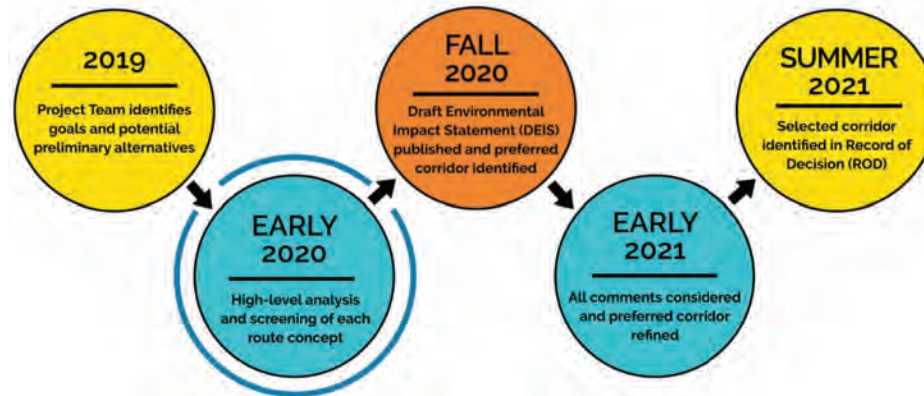 2019
Project Team identifies
goals and potential
preliminary alternatives
EARLY
2020
High-level analysis
and screening of each
route concept
FALL
2020
Draft Environmental
Impact Statement (DEIS)
published and preferred
corridor identified
EARLY
2021
All comments considered
and preferred corridor
refined
SUMMER
2021
Selected corridor
identified in Record of
Decision (ROD)